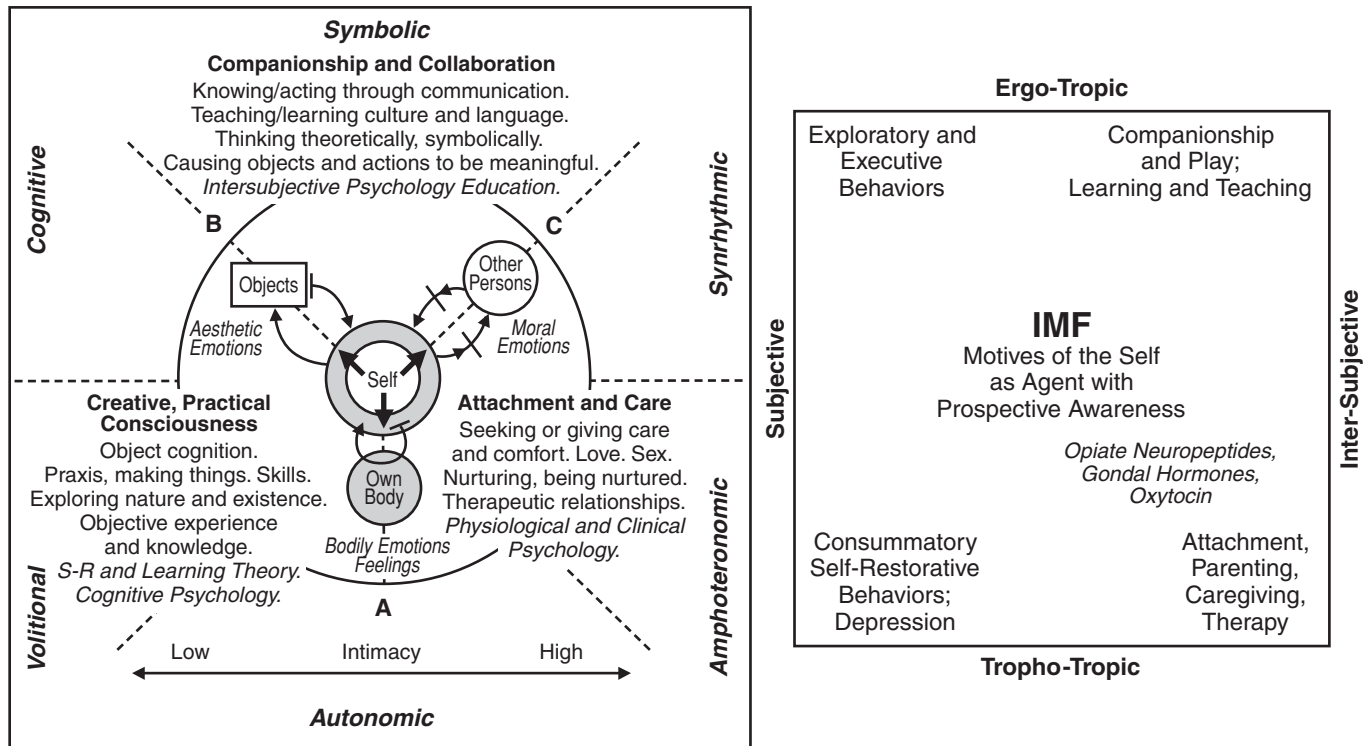 Symbolic
Companionship and Collaboration
Knowing/acting through communication.
Teaching/learning culture and language.
Thinking theoretically, symbolically.
Causing objects and actions to be meaningful.
Intersubjective Psychology Education.
Cognitive
Synrhythmic
B
C
Objects
Other
Persons
Aesthetic
Emotions
Moral
Emotions
Self
Creative, Practical
Consciousness
Object cognition.
Praxis, making things. Skills.
Exploring nature and existence.
Objective experience
and knowledge.
S-R and Learning Theory.
Cognitive Psychology.
Attachment and Care
Seeking or giving care
and comfort. Love. Sex.
Nurturing, being nurtured.
Therapeutic relationships.
Physiological and Clinical
Psychology.
Own
Body
Bodily Emotions
Feelings
A
Volitional
Amphoteronomic
Low
Intimacy
High
Autonomic
Ergo-Tropic
Exploratory and
Executive
Behaviors
Companionship
and Play;
Learning and Teaching
Subjective
Inter-Subjective
IMF
Motives of the Self
as Agent with
Prospective Awareness
Opiate Neuropeptides,
Gondal Hormones,
Oxytocin
Consummatory
Self-Restorative
Behaviors;
Depression
Attachment,
Parenting,
Caregiving,
Therapy
Tropho-Tropic